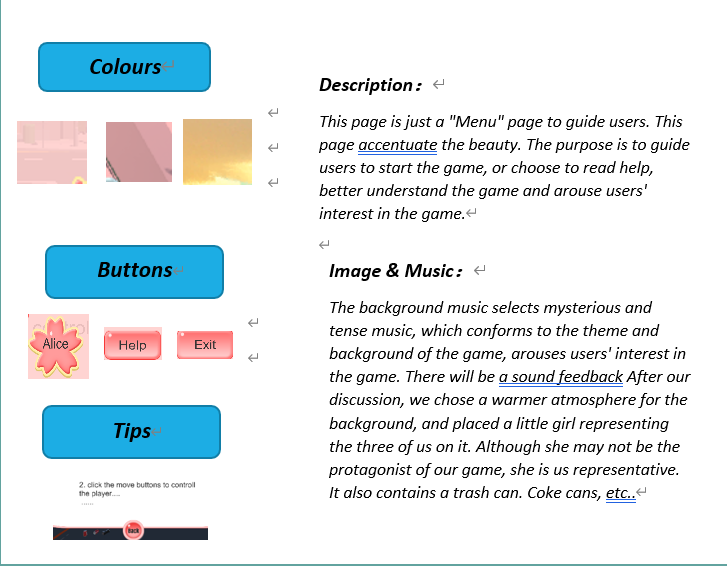 Colours
Description：
This page is just a "Menu" page to guide users. This
page accentuate the beauty. The purpose is to guide
users to start the game, or choose to read help,
better understand the game and arouse users'
interest in the game.
Buttons
Alice
Help
Exit
Image & Music：
The background music selects mysterious and
tense music, which conforms to the theme and
background of the game, arouses users' interest in
the game. There will be a sound feedback After our
discussion, we chose a warmer atmosphere for the
background, and placed a little girl representing
the three of us on it. Although she may not be the
protagonist of our game, she is us representative.
It also contains a trash can. Coke cans, etc..
Tips
2. click the move buttons to controll
the player....
......
Back